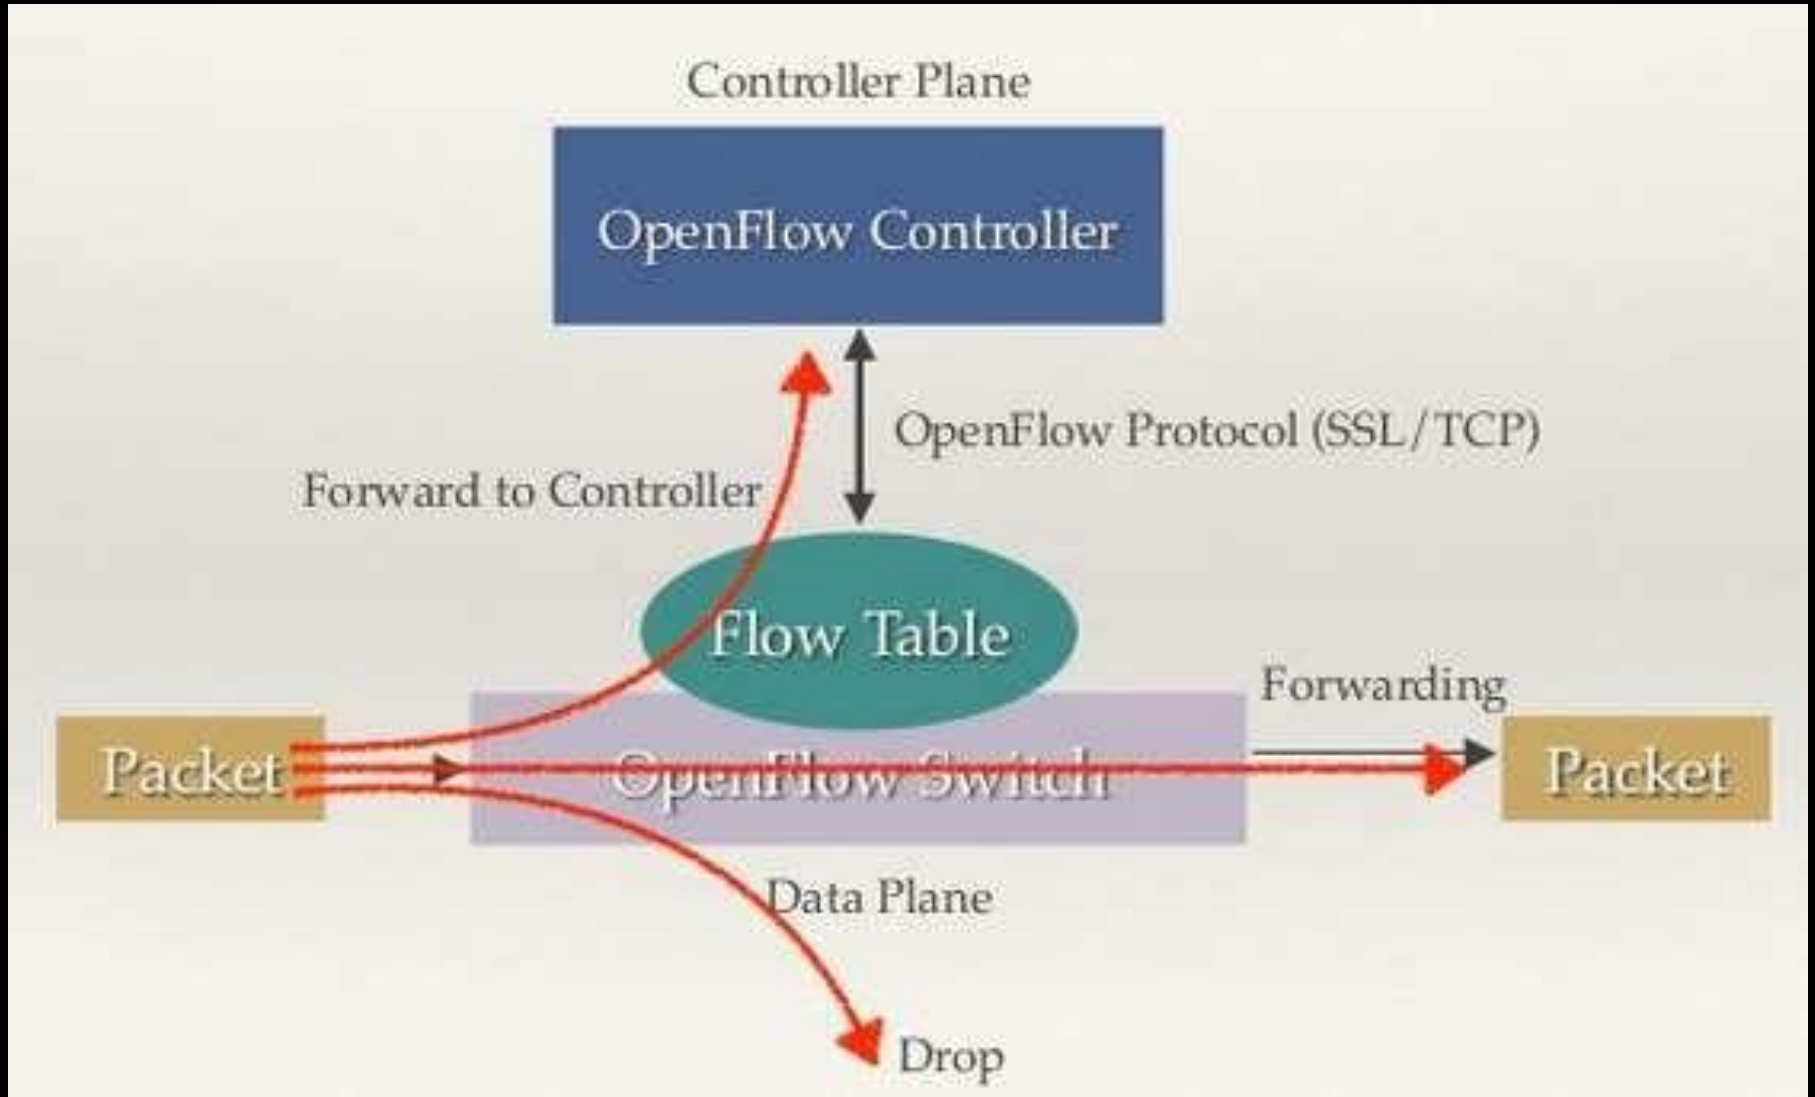 Controller Plane
OpenFlow Controller
OpenFlow Protocol (SSL/TCP)
Forward to Controller
Flow Table
Forwarding
Packet
OpenFlow Switch
Packet
Data Plane
Drop